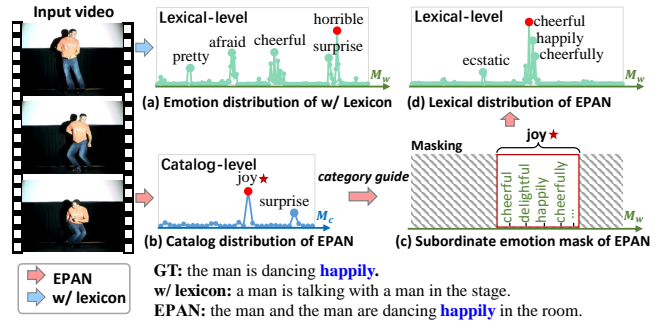 Input video
Lexical-level
horrible
afraid
cheerful
surprise
pretty
M_w
(a) Emotion distribution of w/ Lexicon
Lexical-level
cheerful
happily
cheerfully
ecstatic
M_w
(d) Lexical distribution of EPAN
Catalog-level
joy★
surprise
M_c
(b) Catalog distribution of EPAN
category guide
Masking
joy★
cheerful
delightful
happily
cheerfully
...
M_w
(c) Subordinate emotion mask of EPAN
EPAN
w/ lexicon
GT: the man is dancing happily.
w/ lexicon: a man is talking with a man in the stage.
EPAN: the man and the man are dancing happily in the room.